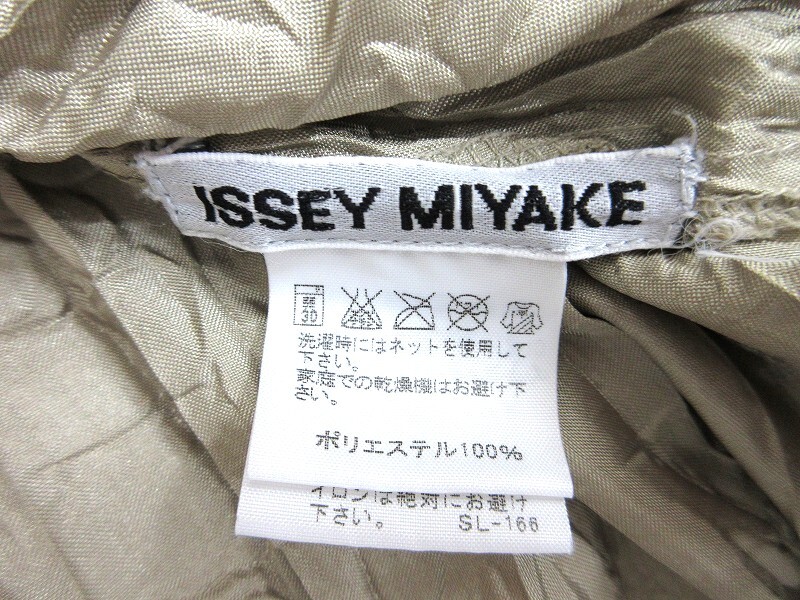 ISSEY MIYAKE
弱
30
洗濯時にはネットを使用して
下さい。
家庭での乾燥機はお避け下
さい。
ポリエステル100%
イロンは絶対にお避け
下さい。
SL-166